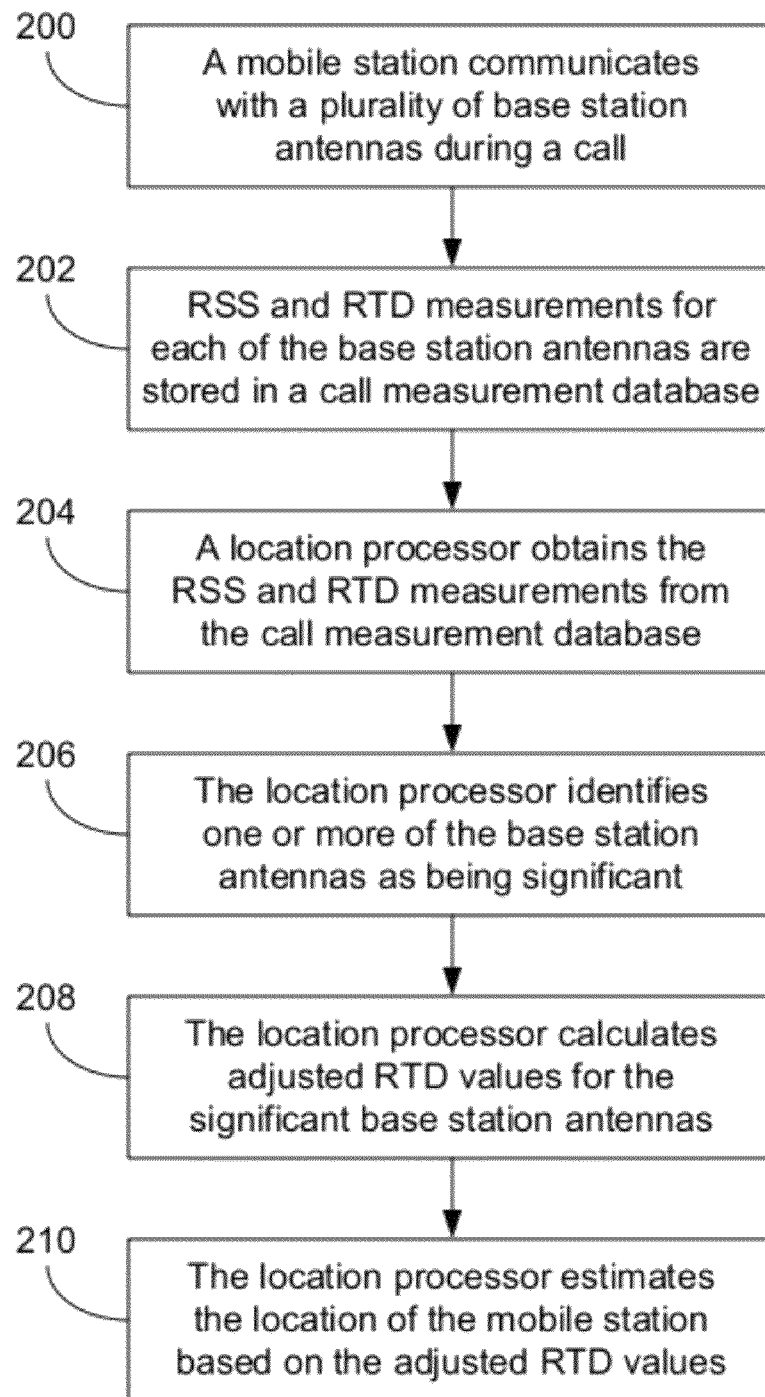 200
A mobile station communicates
with a plurality of base station
antennas during a call
202
RSS and RTD measurements for
each of the base station antennas are
stored in a call measurement database
204
A location processor obtains the
RSS and RTD measurements from
the call measurement database
206
The location processor identifies
one or more of the base station
antennas as being significant
208
The location processor calculates
adjusted RTD values for the
significant base station antennas
210
The location processor estimates
the location of the mobile station
based on the adjusted RTD values